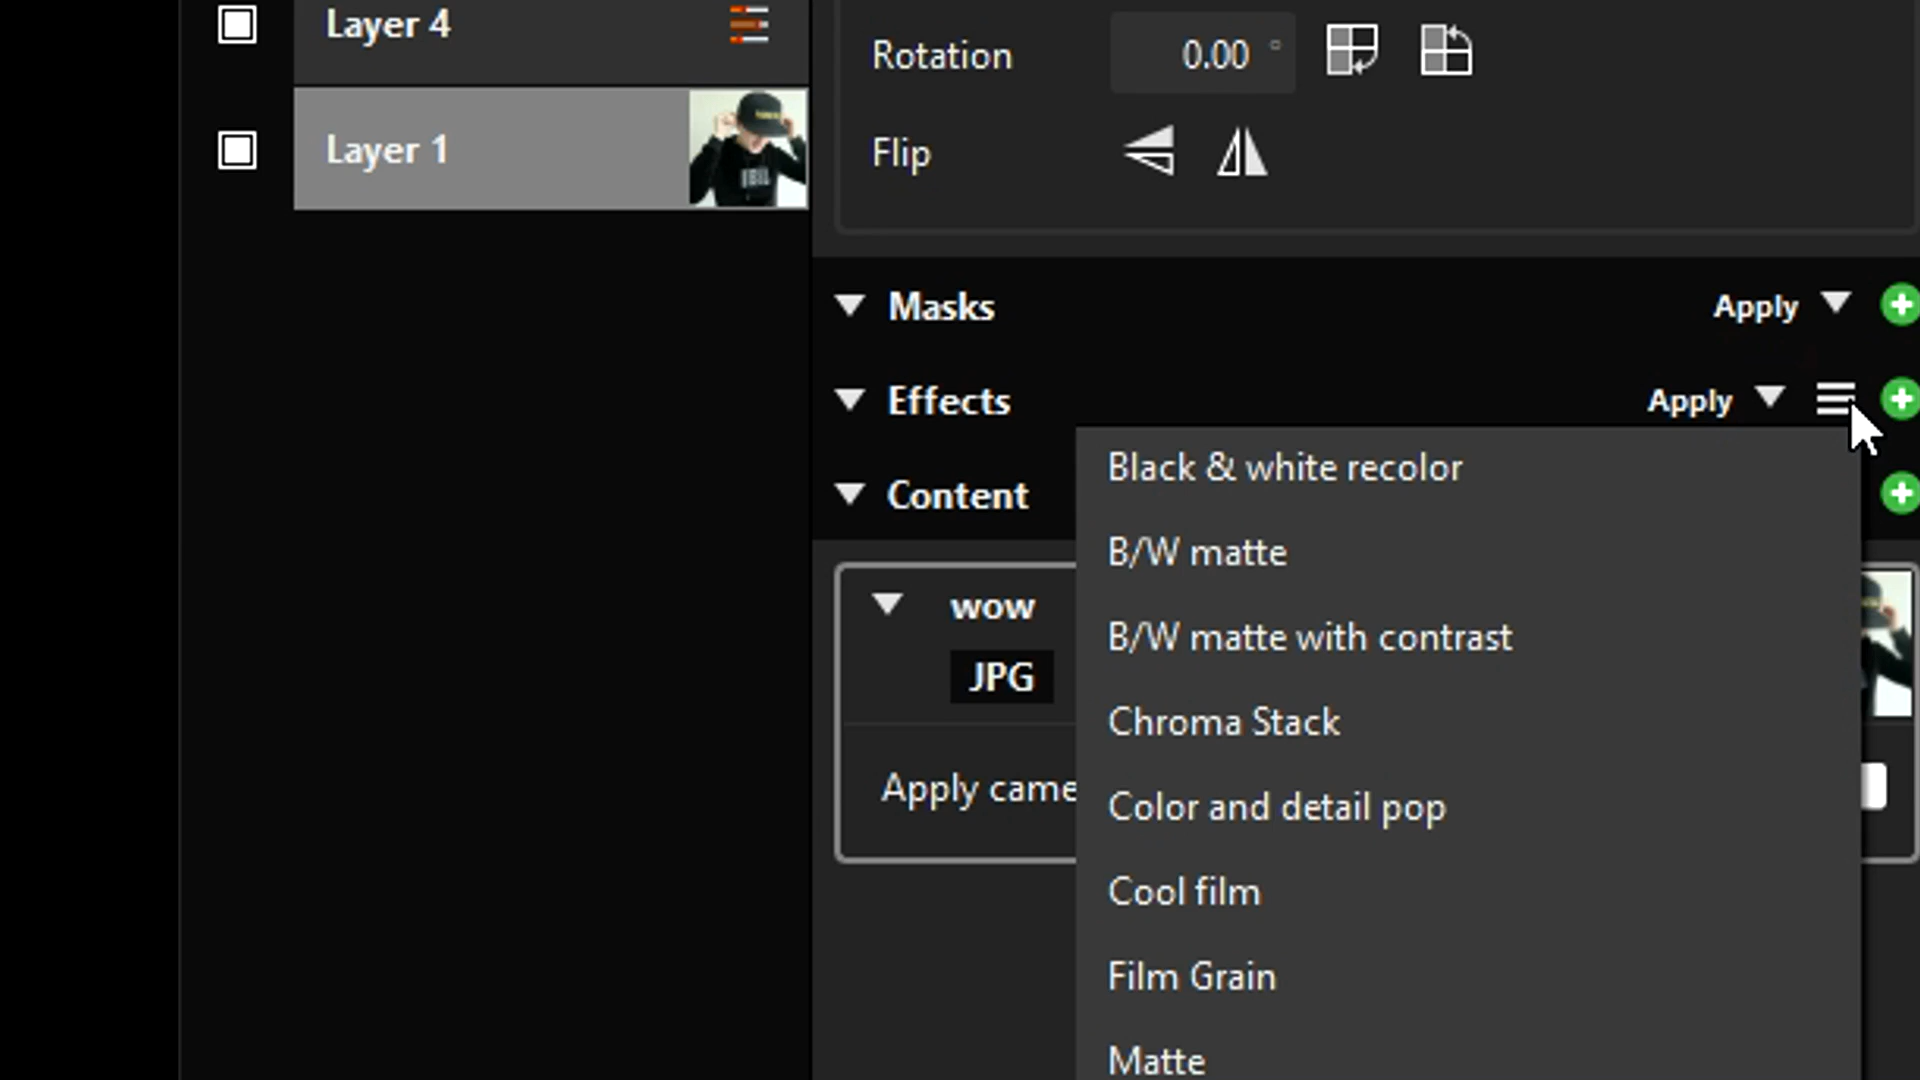 Layer 4
Layer 1
Rotation 0.00 °
Flip
Masks Apply
Effects Apply
Content
Black & white recolor
B/W matte
B/W matte with contrast
Chroma Stack
Color and detail pop
Cool film
Film Grain
Matte
wow
JPG
Apply came